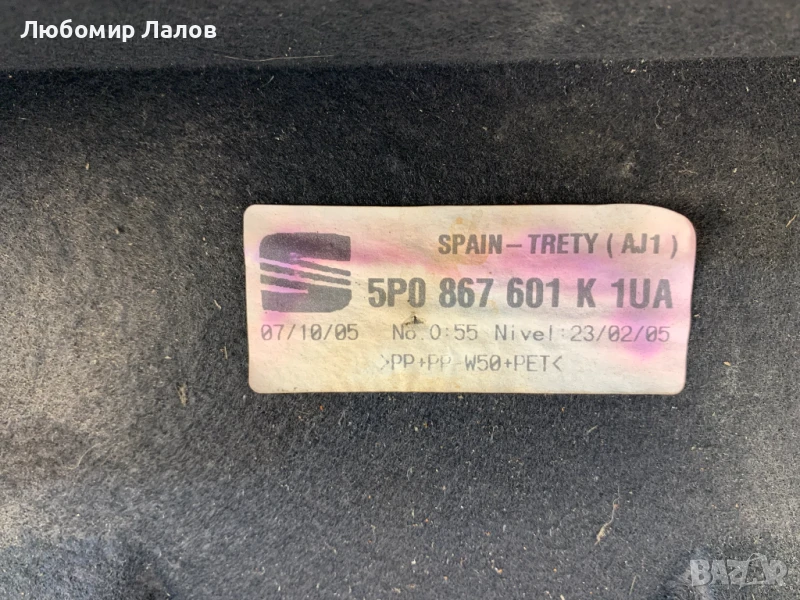 Любомир Лалов
SPAIN-TRETY (AJ1)
5P0 867 601 K 1UA
07/10/05 No.0:55 Nivel:23/02/05
>PP+PP-W50+PET<
BAZAR